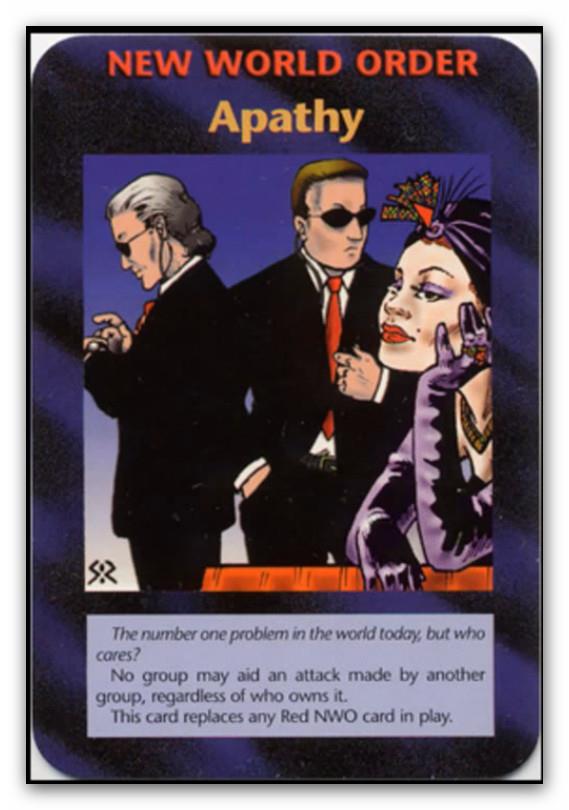 NEW WORLD ORDER
Apathy
The number one problem in the world today, but who
cares?
No group may aid an attack made by another
group, regardless of who owns it.
This card replaces any Red NWO card in play.